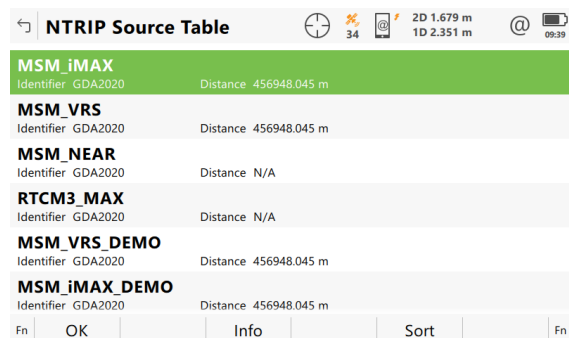 NTRIP Source Table
34
@
2D 1.679 m
1D 2.351 m
@
09:39
MSM_iMAX
Identifier GDA2020 Distance 456948.045 m
MSM_VRS
Identifier GDA2020 Distance 456948.045 m
MSM_NEAR
Identifier GDA2020 Distance N/A
RTCM3_MAX
Identifier GDA2020 Distance N/A
MSM_VRS_DEMO
Identifier GDA2020 Distance 456948.045 m
MSM_iMAX_DEMO
Identifier GDA2020 Distance 456948.045 m
Fn OK Info Sort Fn